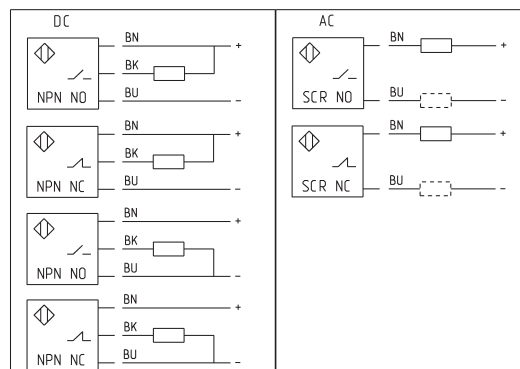 DC
BN
+
BK
NPN NO
BU
-
BN
+
BK
NPN NC
BU
-
BN
+
BK
NPN NO
BU
-
BN
+
BK
NPN NC
BU
-
AC
BN
+
SCR NO
BU
-
BN
+
SCR NC
BU
-